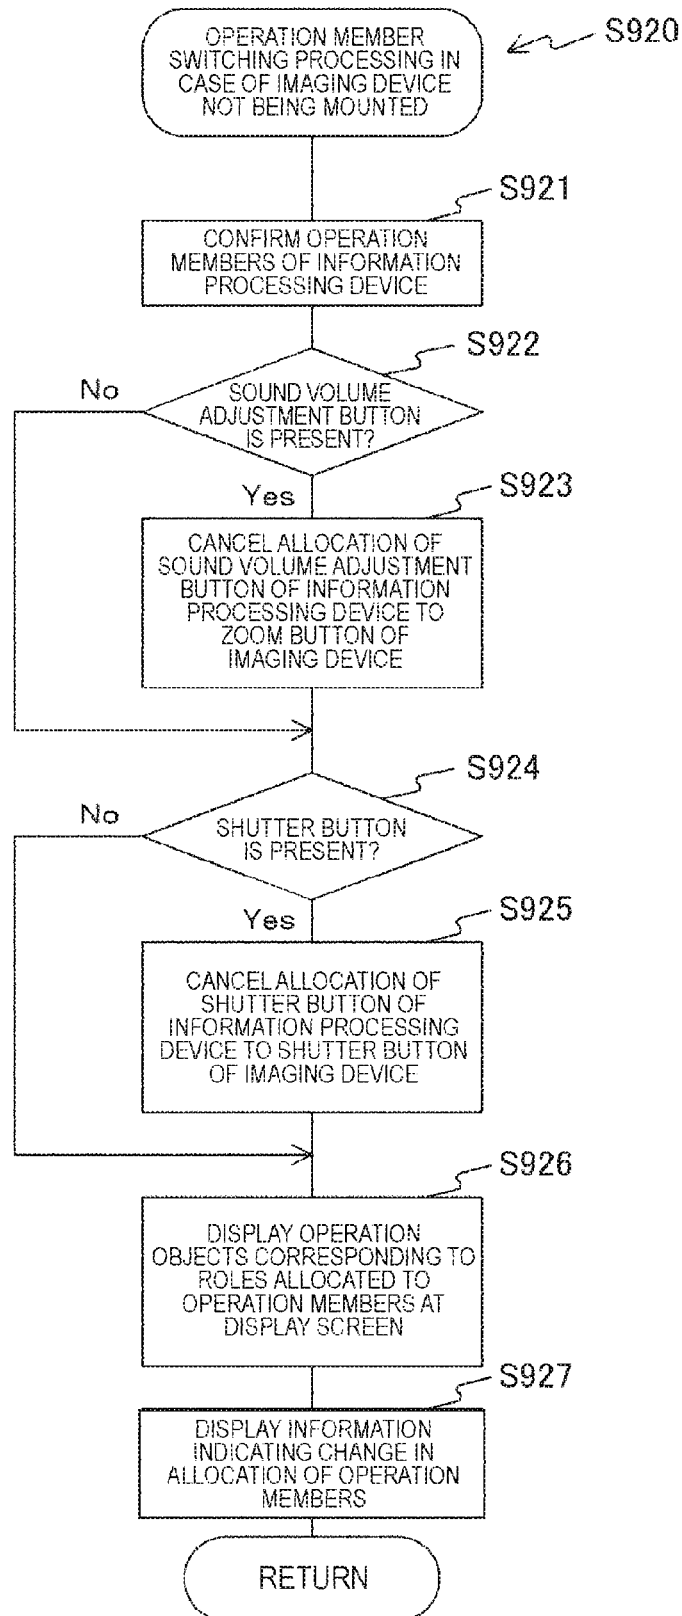 OPERATION MEMBER
SWITCHING PROCESSING IN
CASE OF IMAGING DEVICE
NOT BEING MOUNTED
S920
S921
CONFIRM OPERATION
MEMBERS OF INFORMATION
PROCESSING DEVICE
S922
No
SOUND VOLUME
ADJUSTMENT BUTTON
IS PRESENT?
Yes
S923
CANCEL ALLOCATION OF
SOUND VOLUME ADJUSTMENT
BUTTON OF INFORMATION
PROCESSING DEVICE TO
ZOOM BUTTON OF
IMAGING DEVICE
S924
No
SHUTTER BUTTON
IS PRESENT?
Yes
S925
CANCEL ALLOCATION OF
SHUTTER BUTTON OF
INFORMATION PROCESSING
DEVICE TO SHUTTER BUTTON
OF IMAGING DEVICE
S926
DISPLAY OPERATION
OBJECTS CORRESPONDING TO
ROLES ALLOCATED TO
OPERATION MEMBERS AT
DISPLAY SCREEN
S927
DISPLAY INFORMATION
INDICATING CHANGE IN
ALLOCATION OF OPERATION
MEMBERS
RETURN